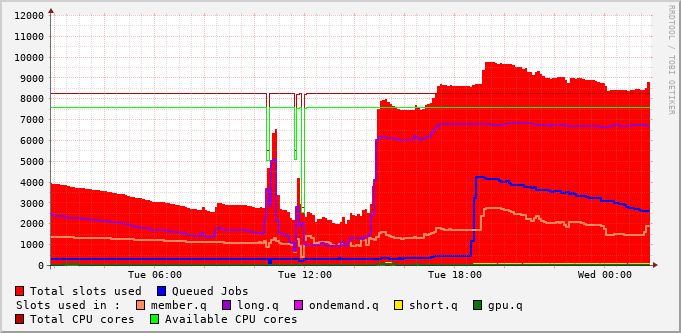 RRDTOOL / TOBI OETIKER
12000
11000
10000
9000
8000
7000
6000
5000
4000
3000
2000
1000
0
Tue 06:00 Tue 12:00 Tue 18:00 Wed 00:00
Total slots used Queued Jobs
Slots used in : member.q long.q ondemand.q short.q gpu.q
Total CPU cores Available CPU cores